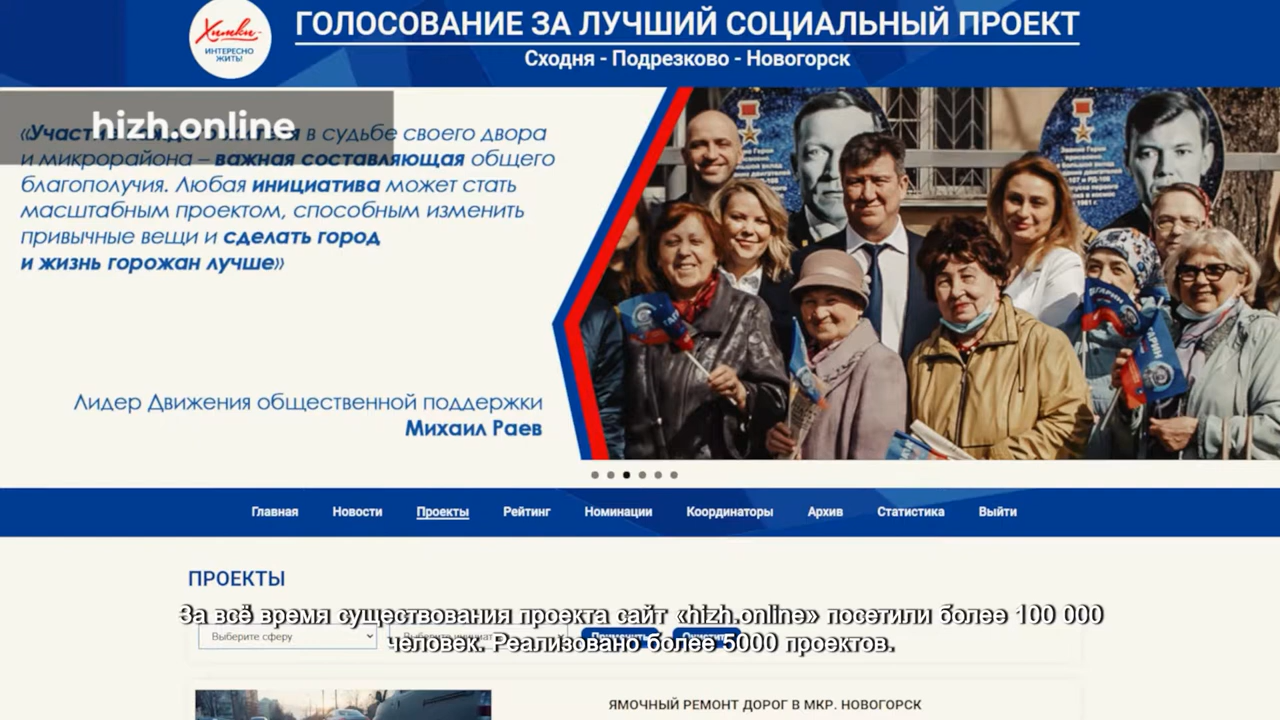 Химки-
ИНТЕРЕСНО
ЖИТЬ!
ГОЛОСОВАНИЕ ЗА ЛУЧШИЙ СОЦИАЛЬНЫЙ ПРОЕКТ
Сходня - Подрезково - Новогорск
hizh.online
в судьбе своего двора
и микрорайона – важная составляющая общего
благополучия. Любая инициатива может стать
масштабным проектом, способным изменить
привычные вещи и сделать город
и жизнь горожан лучше»
Лидер Движения общественной поддержки
Михаил Раев
Главная Новости Проекты Рейтинг Номинации Координаторы Архив Статистика Выйти
ПРОЕКТЫ
За всё время существования проекта сайт «hizh.online» посетили более 100 000
человек. Реализовано более 5000 проектов.
Выберите сферу
ЯМОЧНЫЙ РЕМОНТ ДОРОГ В МКР. НОВОГОРСК